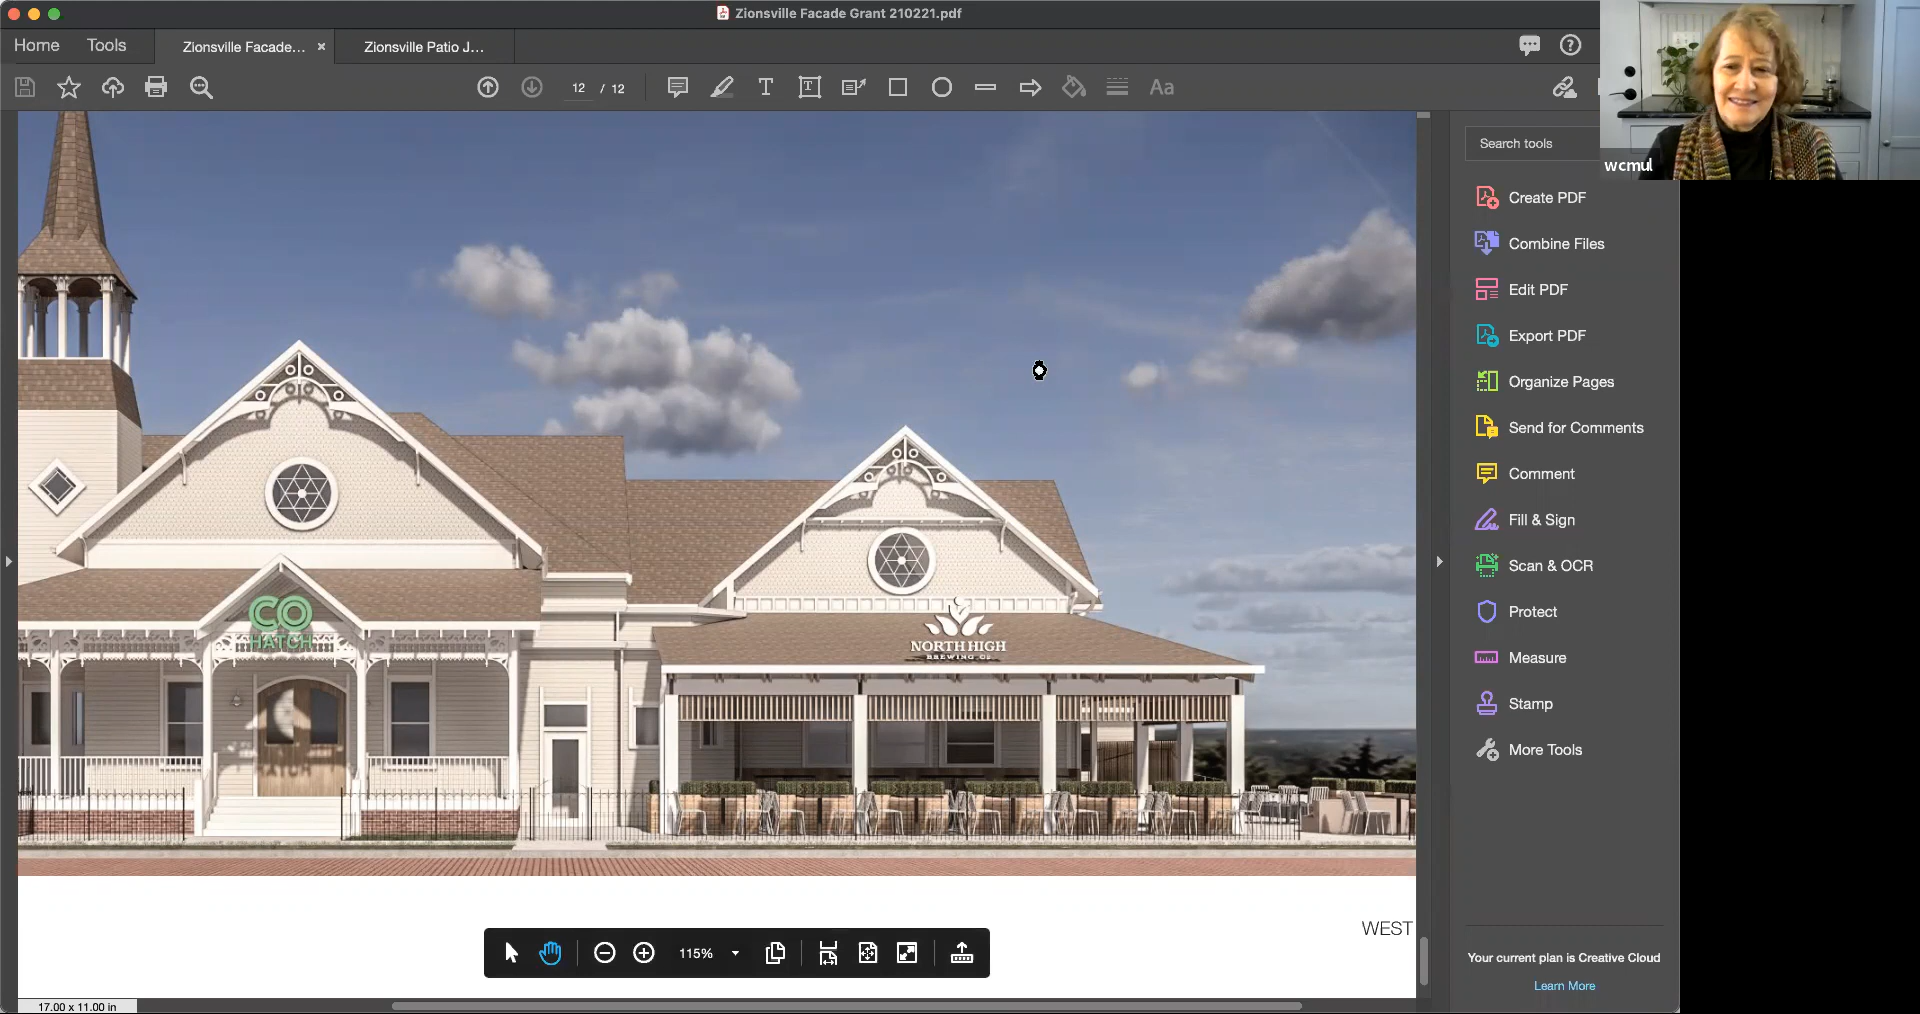 Zionsville Facade Grant 210221.pdf
Home
Tools
Zionsville Facade... ×
Zionsville Patio J...
12 / 12
T
T
Aa
wcmul
Search tools
Create PDF
Combine Files
Edit PDF
Export PDF
Organize Pages
Send for Comments
Comment
Fill & Sign
Scan & OCR
Protect
Measure
Stamp
More Tools
CO
HATCH
NORTH HIGH
BREWING CO.
WEST
115%
Your current plan is Creative Cloud
Learn More
17.00 x 11.00 in